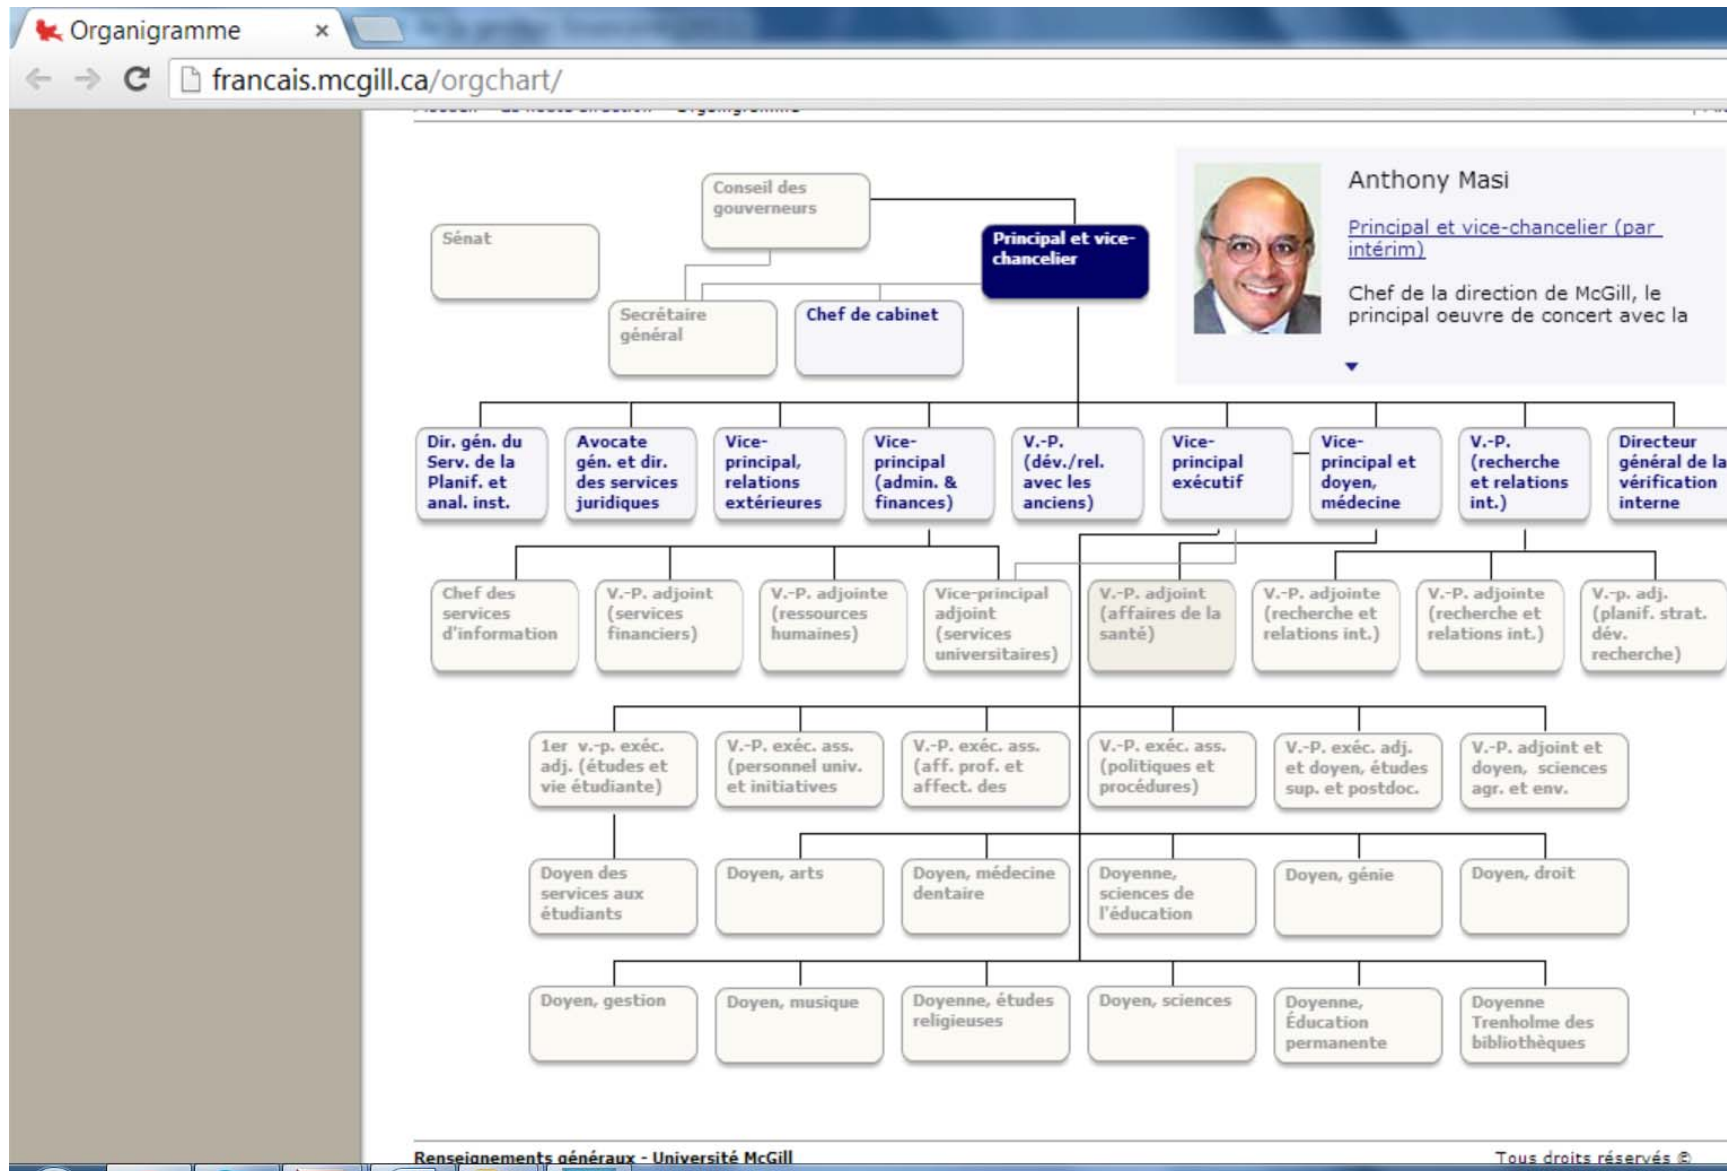 Organigramme
francais.mcgill.ca/orgchart/
Conseil des
gouverneurs
Sénat
Principal et vice-
chancelier
Secrétaire
général
Chef de cabinet
Anthony Masi
Principal et vice-chancelier (par
intérim)
Chef de la direction de McGill, le
principal oeuvre de concert avec la
Dir. gén. du
Serv. de la
Planif. et
anal. inst.
Avocate
gén. et dir.
des services
juridiques
Vice-
principal,
relations
extérieures
Vice-
principal
(admin. &
finances)
V.-P.
(dév./rel.
avec les
anciens)
Vice-
principal
exécutif
Vice-
principal et
doyen,
médecine
V.-P.
(recherche
et relations
int.)
Directeur
général de la
vérification
interne
Chef des
services
d'information
V.-P. adjoint
(services
financiers)
V.-P. adjointe
(ressources
humaines)
Vice-principal
adjoint
(services
universitaires)
V.-P. adjoint
(affaires de la
santé)
V.-P. adjointe
(recherche et
relations int.)
V.-P. adjointe
(recherche et
relations int.)
V.-p. adj.
(planif. strat.
dév.
recherche)
1er v.-p. exéc.
adj. (études et
vie étudiante)
V.-P. exéc. ass.
(personnel univ.
et initiatives
V.-P. exéc. ass.
(aff. prof. et
affect. des
V.-P. exéc. ass.
(politiques et
procédures)
V.-P. exéc. adj.
et doyen, études
sup. et postdoc.
V.-P. adjoint et
doyen, sciences
agr. et env.
Doyen des
services aux
étudiants
Doyen, arts
Doyen, médecine
dentaire
Doyenne,
sciences de
l'éducation
Doyen, génie
Doyen, droit
Doyen, gestion
Doyen, musique
Doyenne, études
religieuses
Doyen, sciences
Doyenne,
Éducation
permanente
Doyenne
Trenholme des
bibliothèques
Renseignements généraux - Université McGill
Tous droits réservés ©